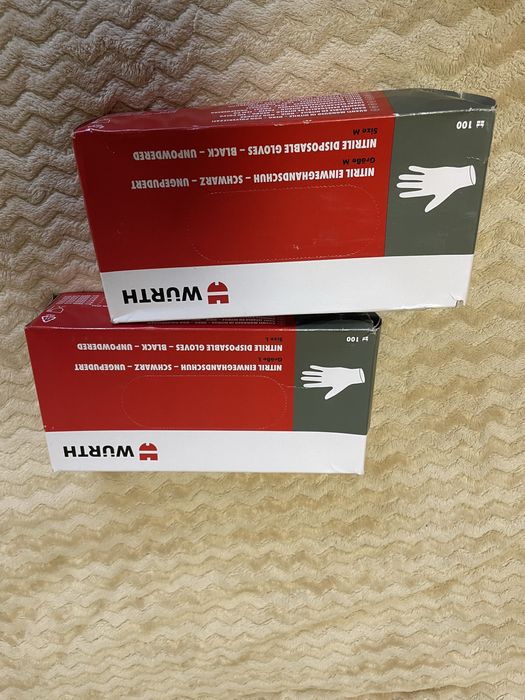 WÜRTH
NITRIL EINWEGHANDSCHUH – SCHWARZ – UNGEPUDERT
Größe L
NITRILE DISPOSABLE GLOVES – BLACK – UNPOWDERED
Size L
100
WÜRTH
NITRIL EINWEGHANDSCHUH – SCHWARZ – UNGEPUDERT
Größe M
NITRILE DISPOSABLE GLOVES – BLACK – UNPOWDERED
Size M
100